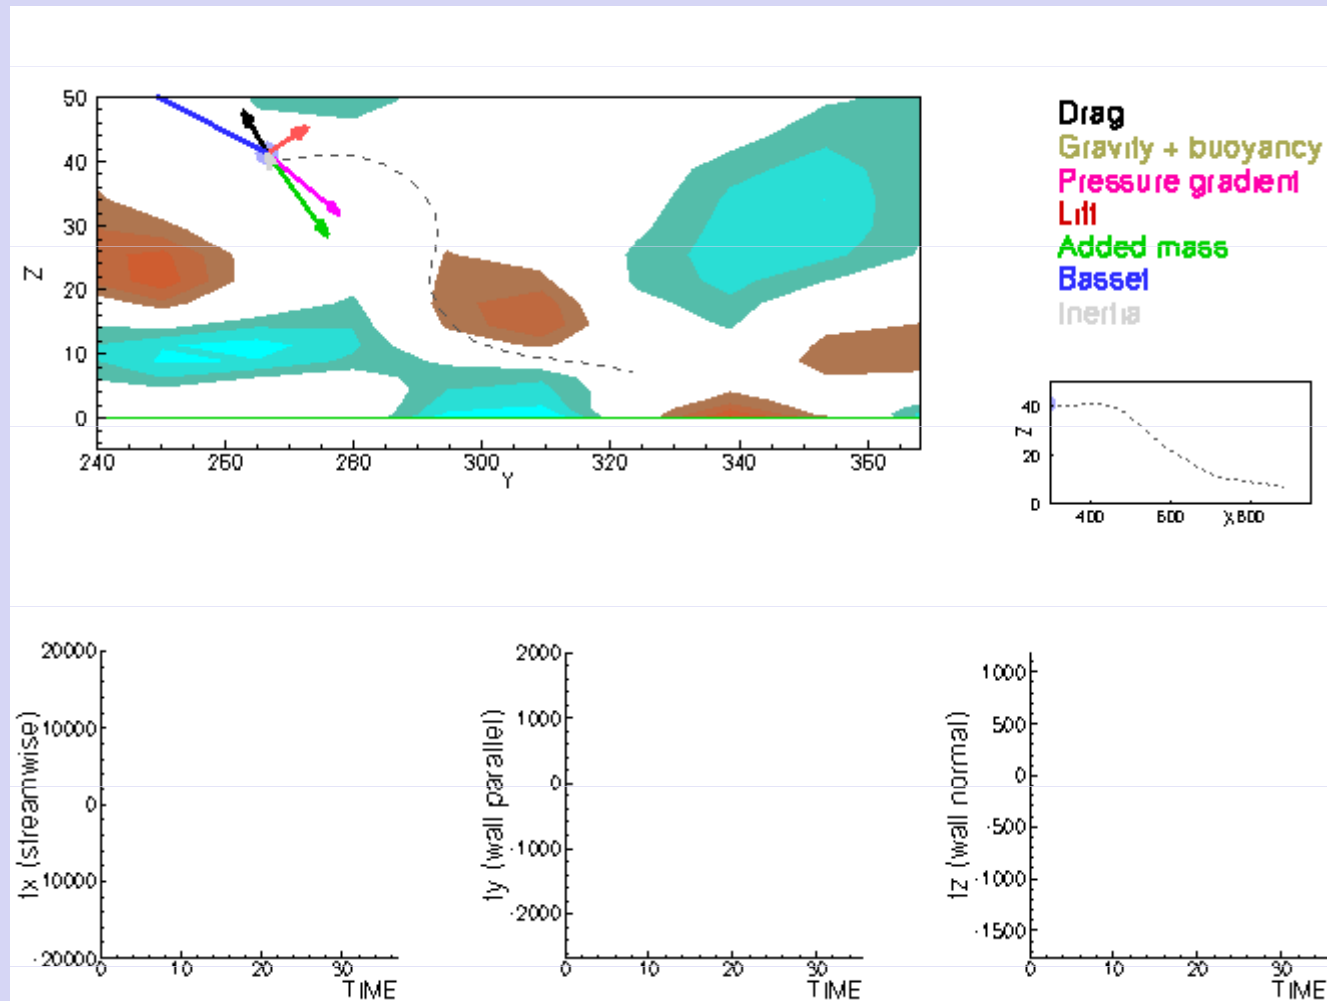 50
40
30
20
10
0
Z
240 260 280 300 320 340 360
Y
Drag
Gravity + buoyancy
Pressure gradient
Lift
Added mass
Basset
Inertia
40
20
0
Z
400 600 X 800
20000
10000
0
-10000
-20000
fx (streamwise)
0 10 20 30
TIME
2000
1000
0
-1000
-2000
fy (wall parallel)
0 10 20 30
TIME
1000
500
0
-500
-1000
-1500
fz (wall normal)
0 10 20 30
TIME